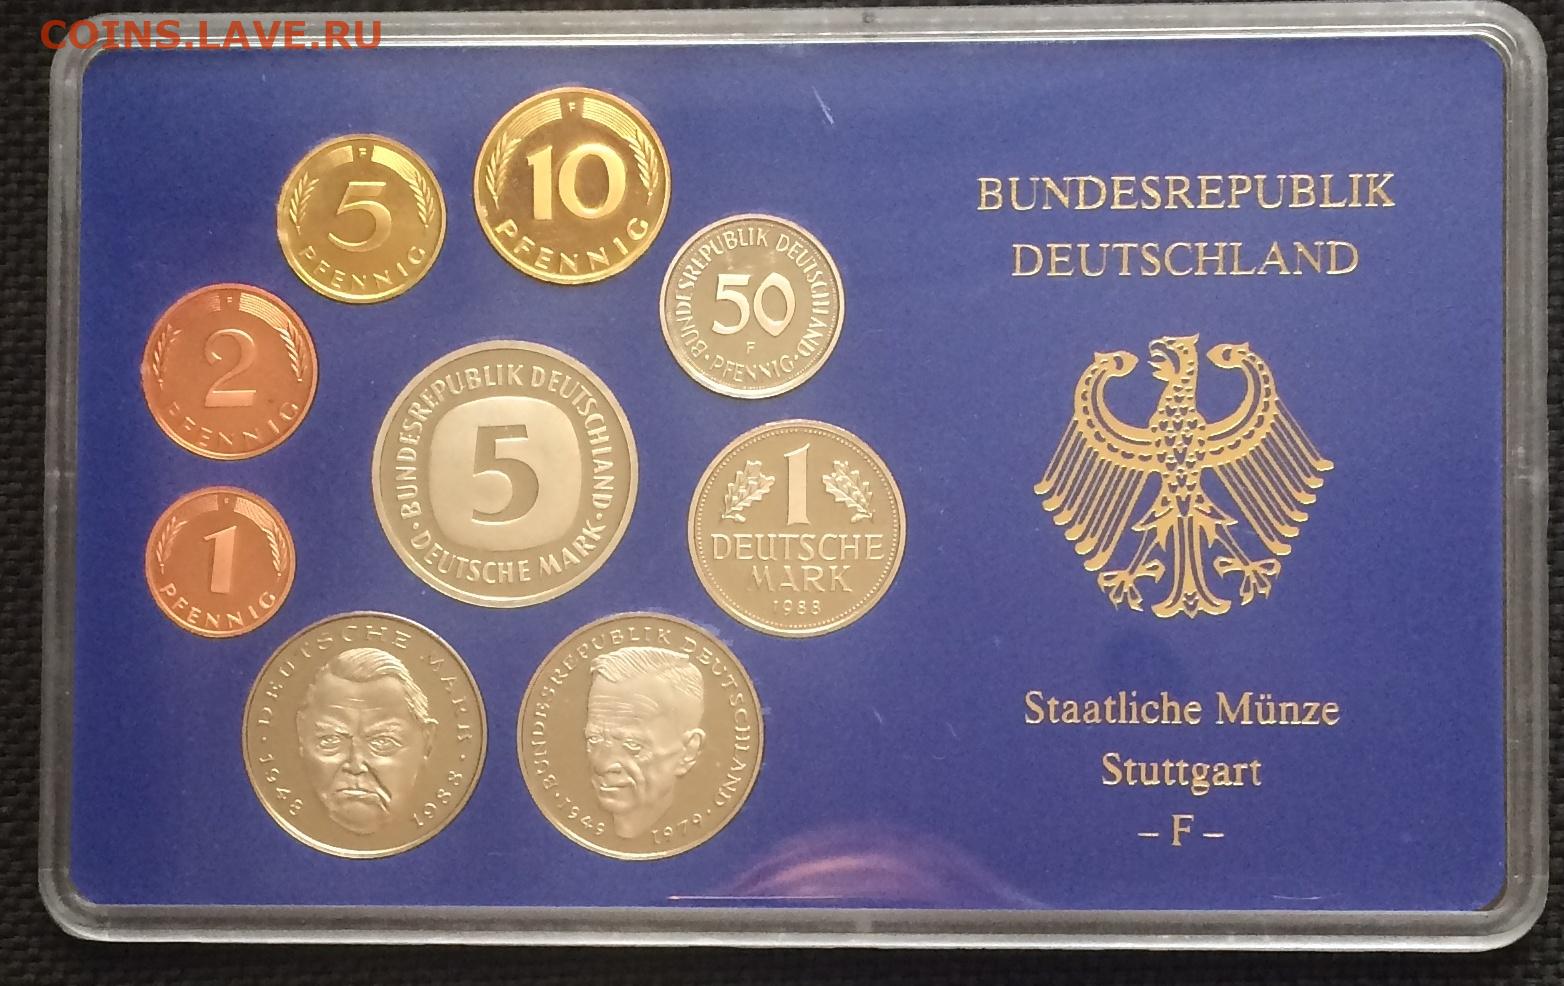 COINS.LAVE.RU
F
5
PFENNIG
F
10
PFENNIG
BUNDESREPUBLIK DEUTSCHLAND
50
F
PFENNIG
F
2
PFENNIG
BUNDESREPUBLIK DEUTSCHLAND
5
DEUTSCHE MARK
1
DEUTSCHE
MARK
1988
F
1
PFENNIG
DEUTSCHE MARK
1948 1988
BUNDESREPUBLIK DEUTSCHLAND
1949 1979
BUNDESREPUBLIK
DEUTSCHLAND
Staatliche Münze
Stuttgart
– F –